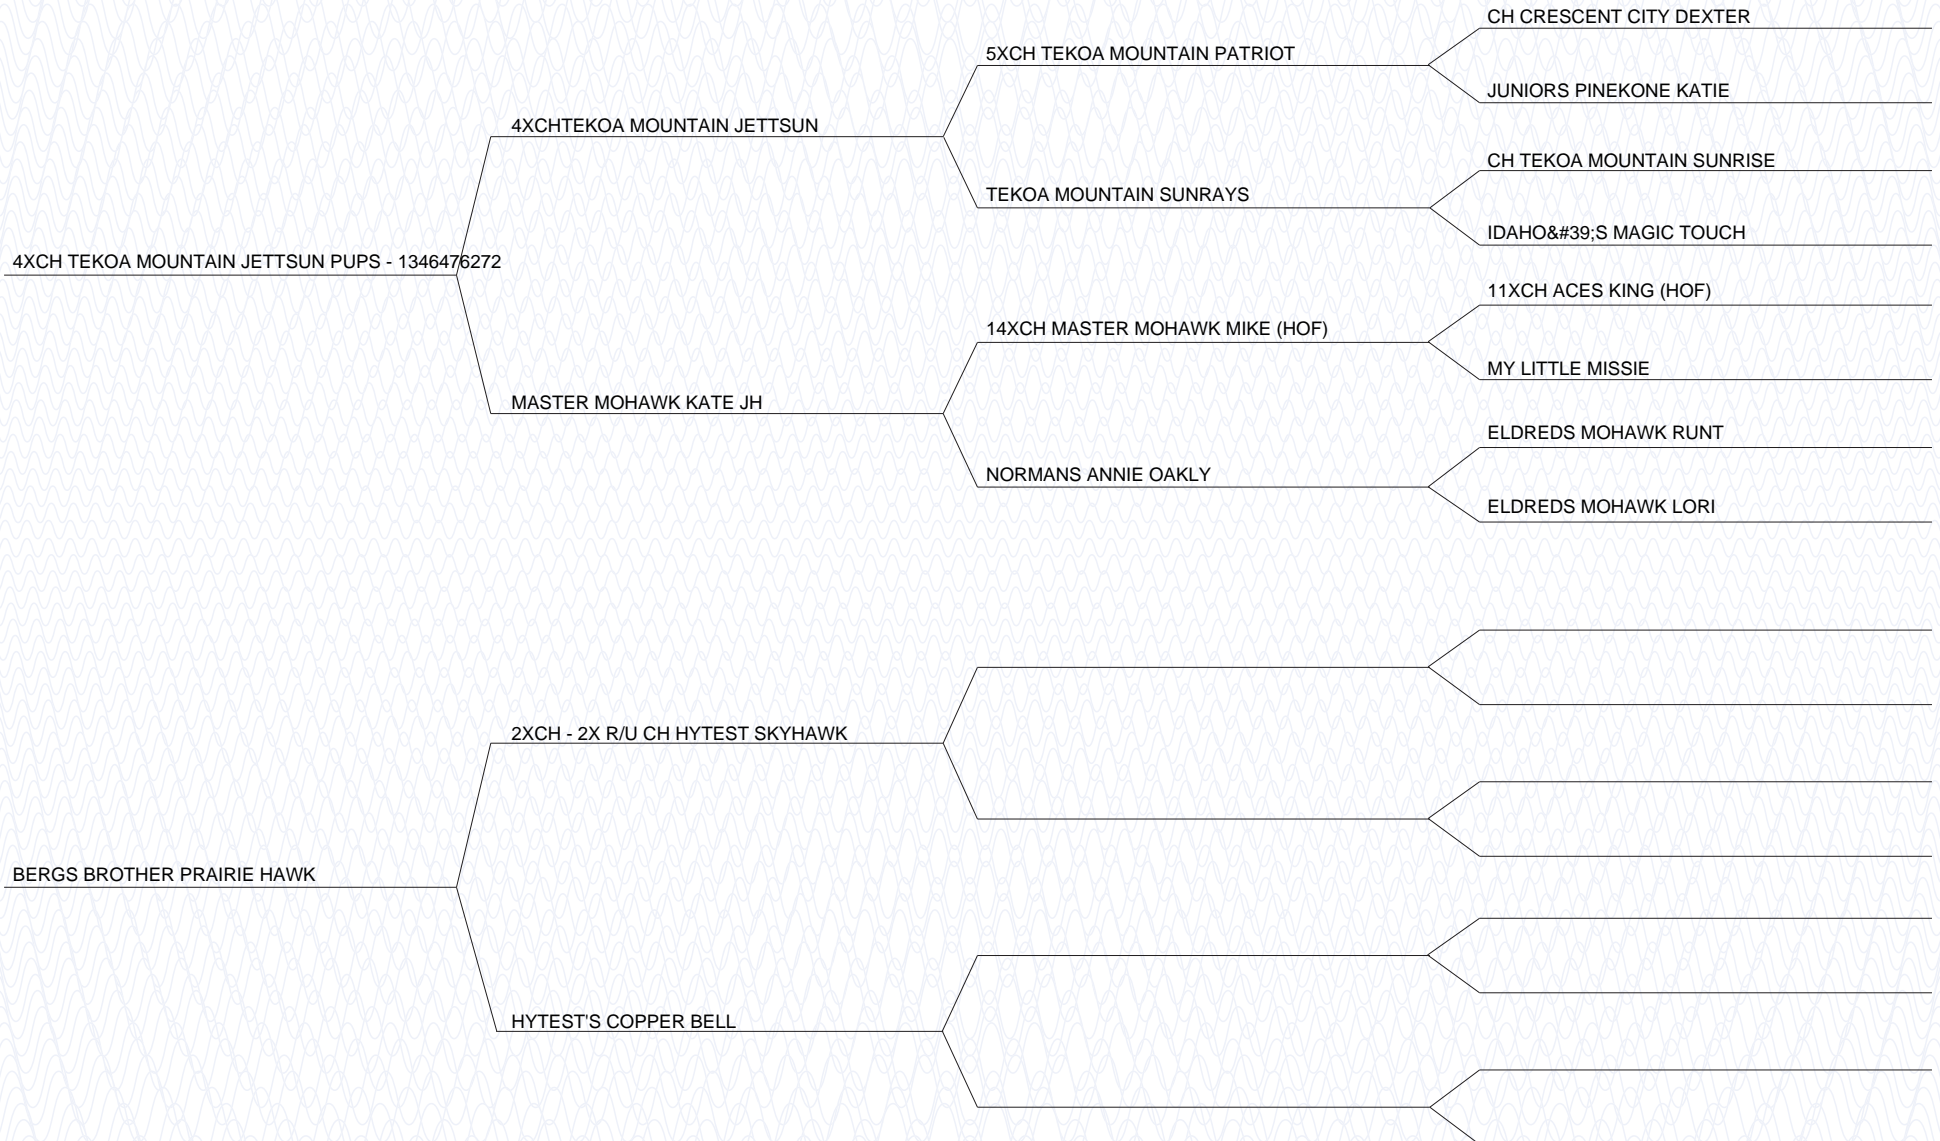 CH CRESCENT CITY DEXTER
5XCH TEKOA MOUNTAIN PATRIOT
JUNIORS PINEKONE KATIE
4XCHTEKOA MOUNTAIN JETTSUN
CH TEKOA MOUNTAIN SUNRISE
TEKOA MOUNTAIN SUNRAYS
IDAHO&#39;S MAGIC TOUCH
4XCH TEKOA MOUNTAIN JETTSUN PUPS - 1346476272
11XCH ACES KING (HOF)
14XCH MASTER MOHAWK MIKE (HOF)
MY LITTLE MISSIE
MASTER MOHAWK KATE JH
ELDREDS MOHAWK RUNT
NORMANS ANNIE OAKLY
ELDREDS MOHAWK LORI
2XCH - 2X R/U CH HYTEST SKYHAWK
BERGS BROTHER PRAIRIE HAWK
HYTEST'S COPPER BELL